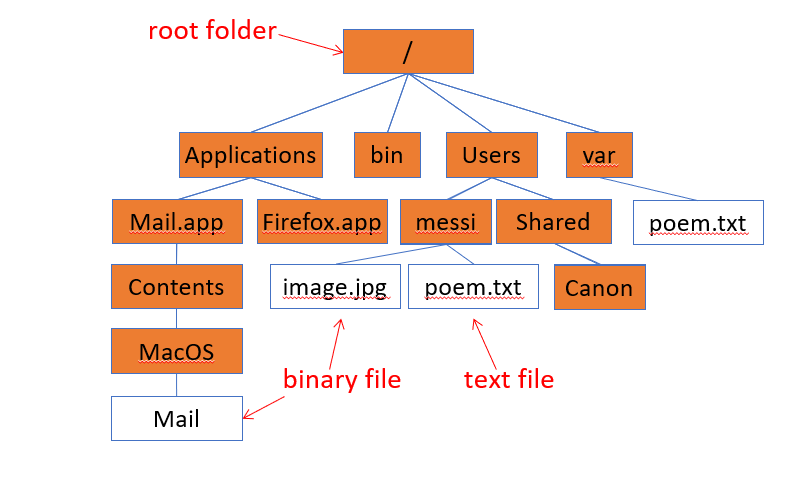 root folder
/
Applications
bin
Users
var
Mail.app
Firefox.app
messi
Shared
poem.txt
Contents
image.jpg
poem.txt
Canon
MacOS
binary file
text file
Mail